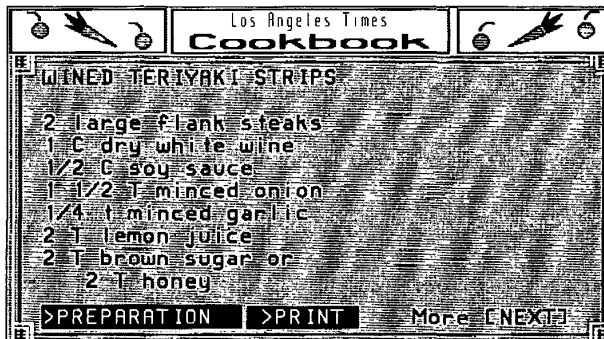 Los Angeles Times
Cookbook
WINED TERIYAKI STRIPS
2 large flank steaks
1 C dry white wine
1/2 C soy sauce
1 1/2 T minced onion
1/4 t minced garlic
2 T lemon juice
2 T brown sugar or
2 T honey
>PREPARATION >PRINT More [NEXT]